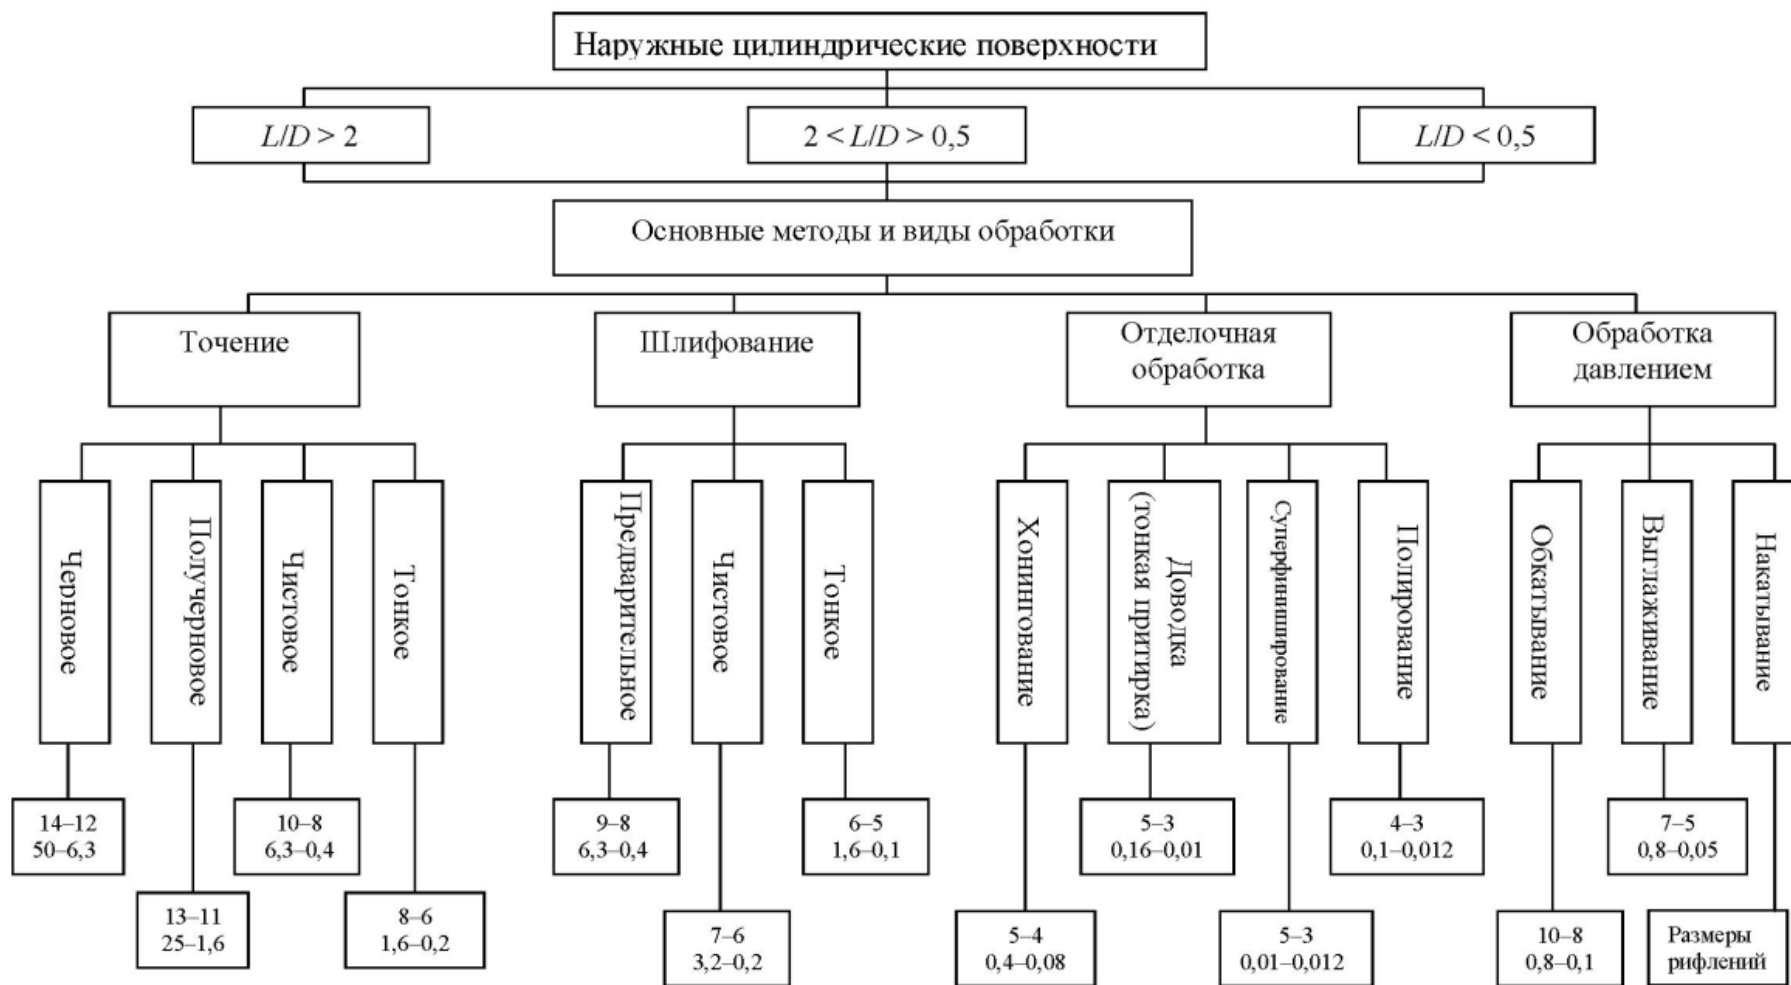 Наружные цилиндрические поверхности
L/D > 2
2 < L/D > 0,5
L/D < 0,5
Основные методы и виды обработки
Точение
Шлифование
Отделочная
обработка
Обработка
давлением
Черновое
Получерновое
Чистовое
Тонкое
Предварительное
Чистовое
Тонкое
Хонингование
Доводка
(тонкая притирка)
Суперфиниширование
Полирование
Обкатывание
Выглаживание
Накатывание
14–12
50–6,3
10–8
6,3–0,4
9–8
6,3–0,4
6–5
1,6–0,1
5–3
0,16–0,01
4–3
0,1–0,012
7–5
0,8–0,05
13–11
25–1,6
8–6
1,6–0,2
7–6
3,2–0,2
5–4
0,4–0,08
5–3
0,01–0,012
10–8
0,8–0,1
Размеры
рифлений